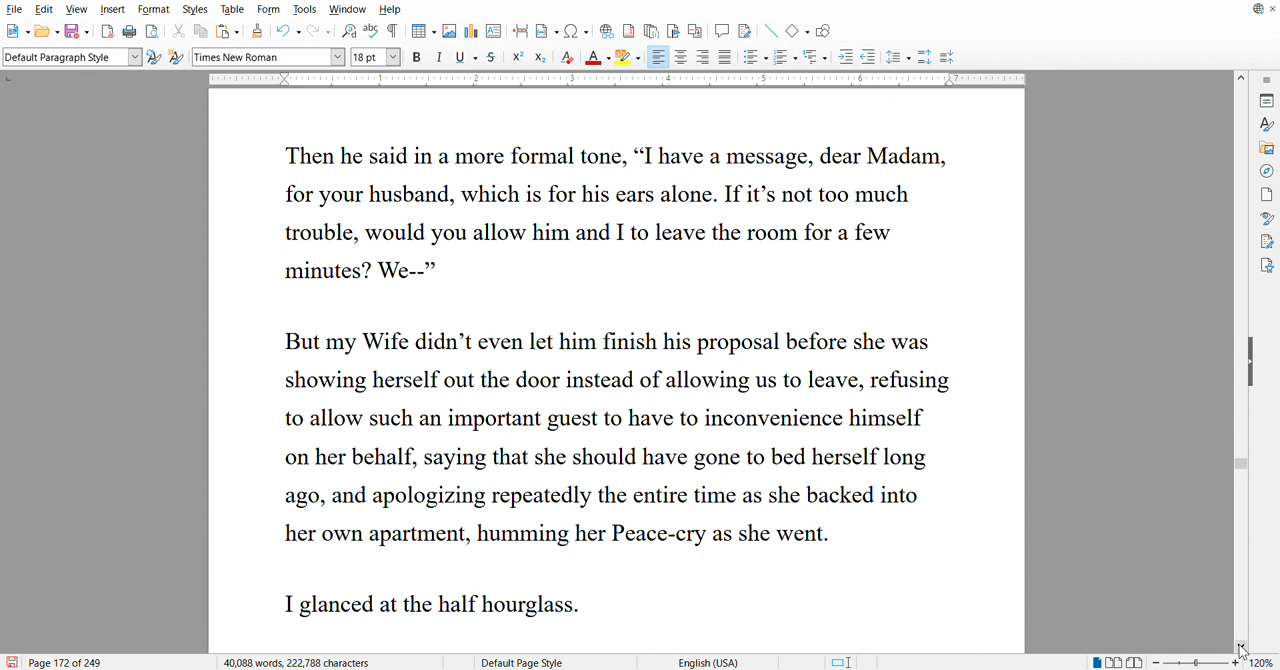 File Edit View Insert Format Styles Table Form Tools Window Help
Default Paragraph Style Times New Roman 18 pt
1 2 3 4 5 6 7
Then he said in a more formal tone, “I have a message, dear Madam,
for your husband, which is for his ears alone. If it’s not too much
trouble, would you allow him and I to leave the room for a few
minutes? We--”
But my Wife didn’t even let him finish his proposal before she was
showing herself out the door instead of allowing us to leave, refusing
to allow such an important guest to have to inconvenience himself
on her behalf, saying that she should have gone to bed herself long
ago, and apologizing repeatedly the entire time as she backed into
her own apartment, humming her Peace-cry as she went.
I glanced at the half hourglass.
Page 172 of 249 40,088 words, 222,788 characters Default Page Style English (USA) 120%